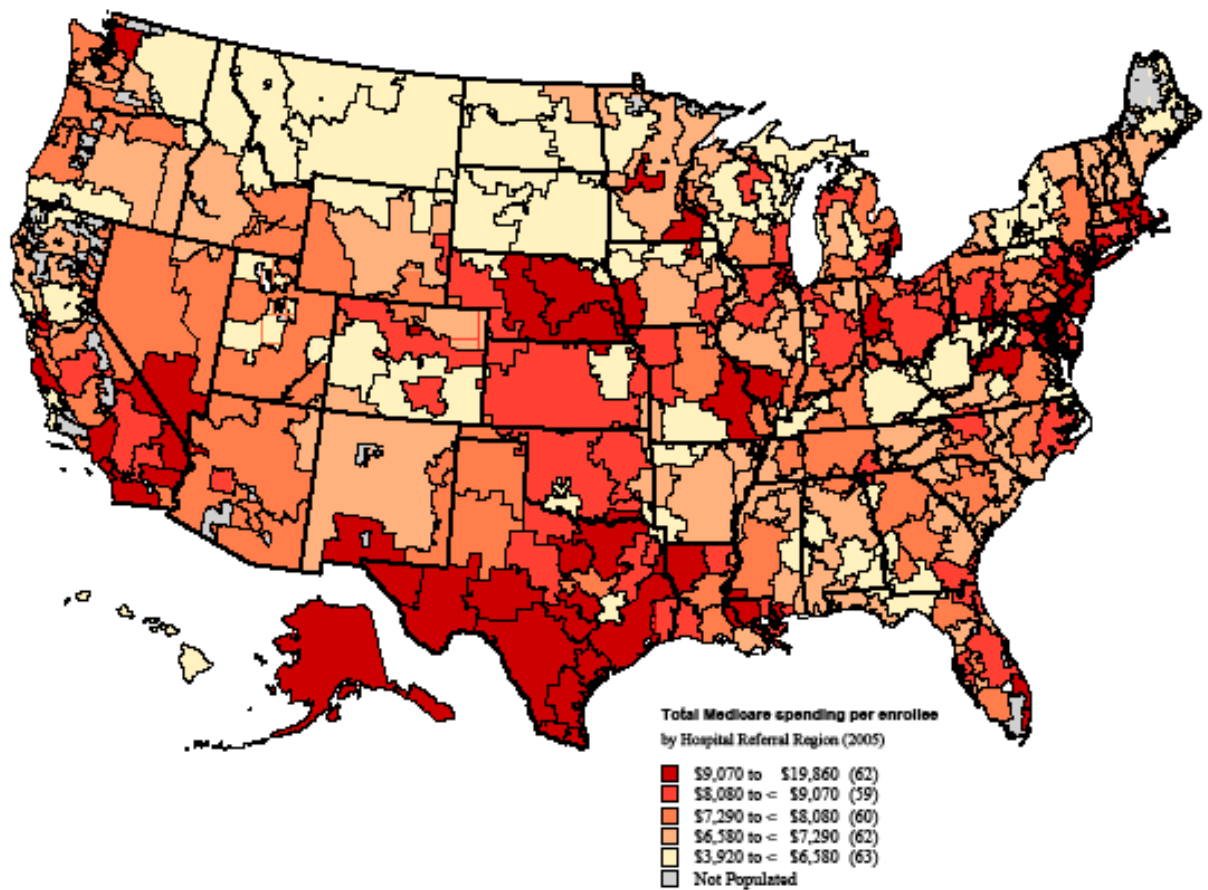 Total Medicare spending per enrollee
by Hospital Referral Region (2005)
$9,070 to $19,860 (62)
$8,080 to < $9,070 (59)
$7,290 to < $8,080 (60)
$6,580 to < $7,290 (62)
$3,920 to < $6,580 (63)
Not Populated